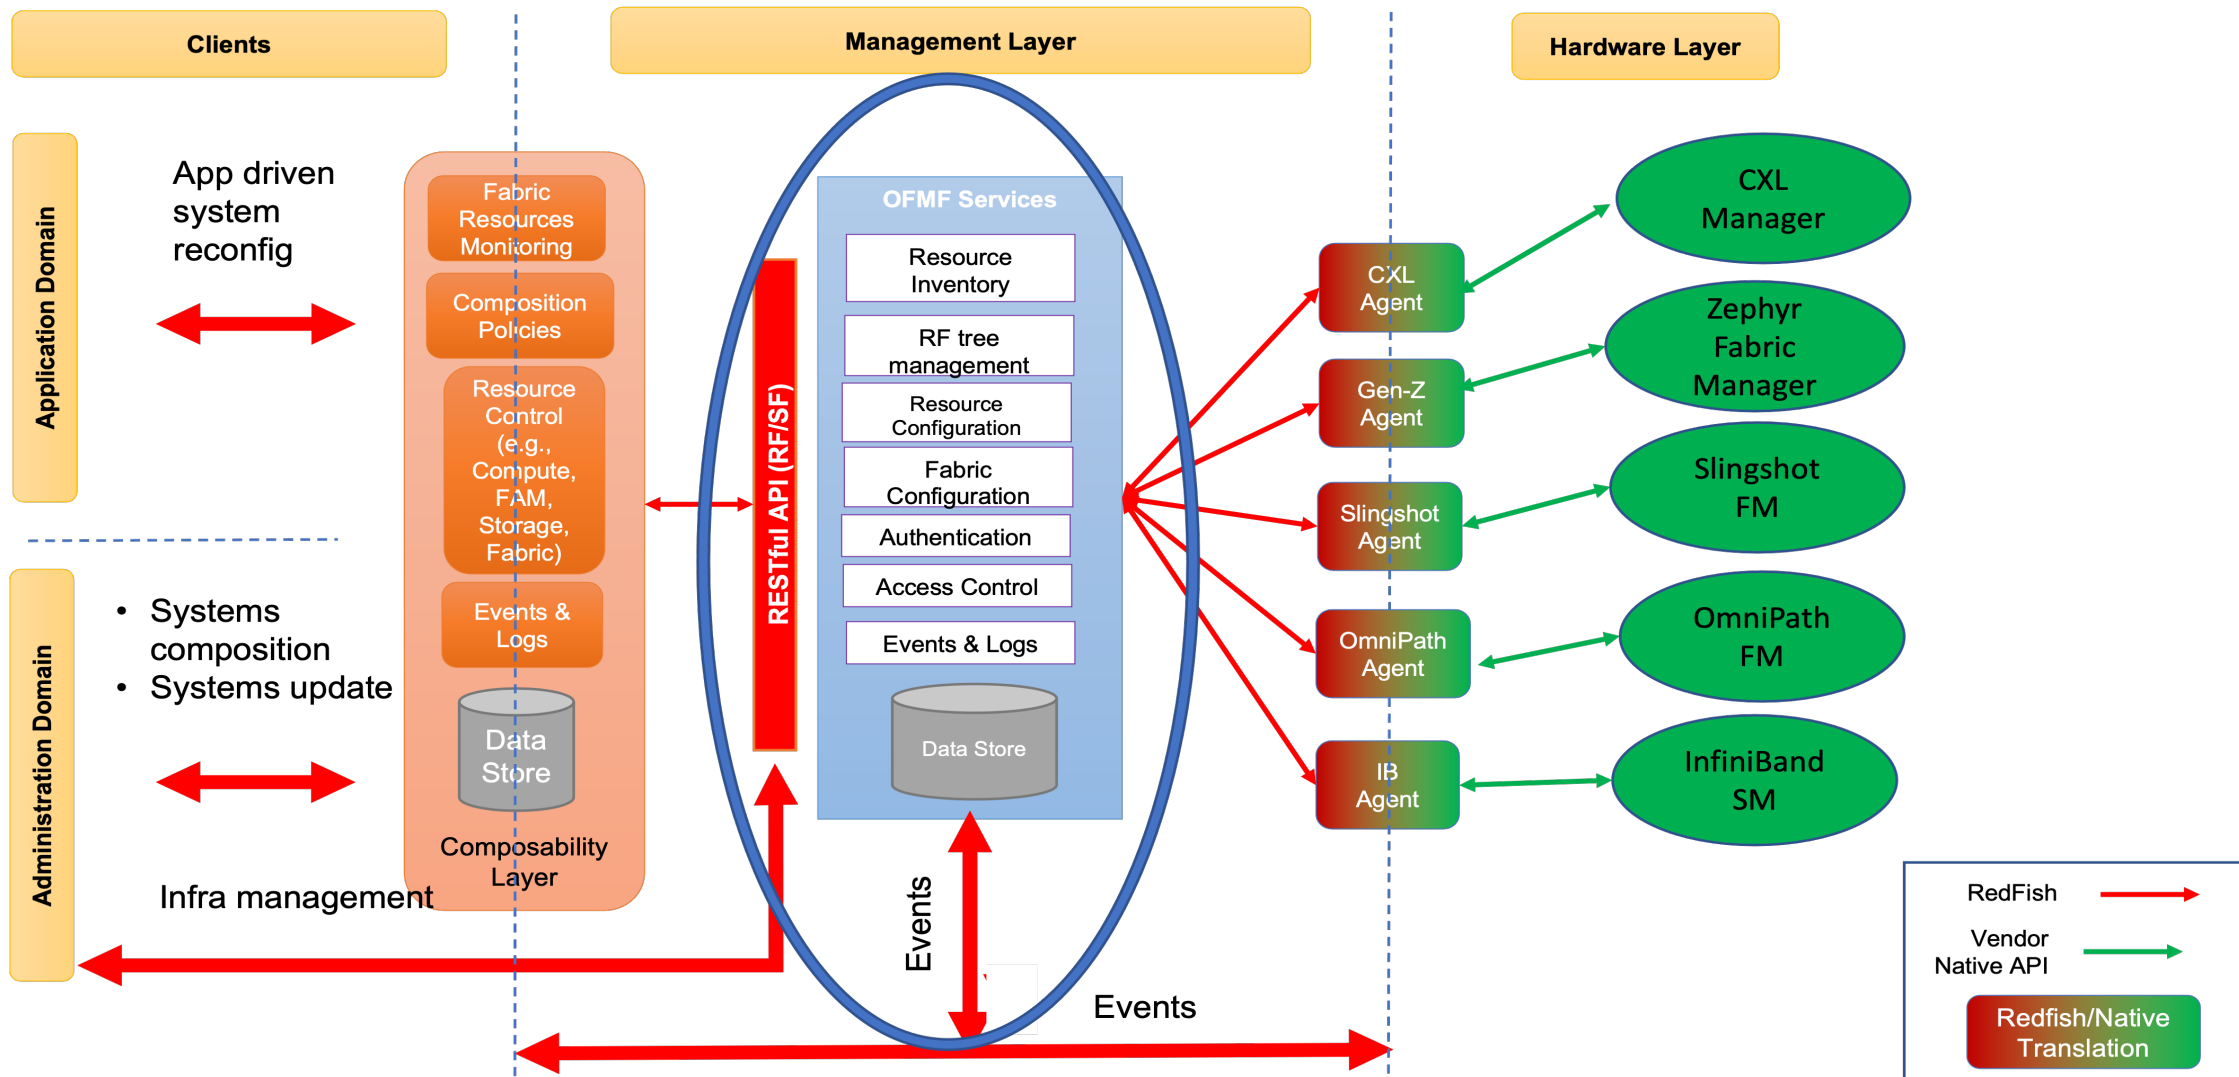 Clients
Management Layer
Hardware Layer
Application Domain
App driven
system
reconfig
Administration Domain
• Systems
composition
• Systems update
Infra management
Fabric
Resources
Monitoring
Composition
Policies
Resource
Control
(e.g.,
Compute,
FAM,
Storage,
Fabric)
Events &
Logs
Data
Store
Composability
Layer
RESTful API (RF/SF)
OFMF Services
Resource
Inventory
RF tree
management
Resource
Configuration
Fabric
Configuration
Authentication
Access Control
Events & Logs
Data Store
Events
Events
CXL
Agent
Gen-Z
Agent
Slingshot
Agent
OmniPath
Agent
IB
Agent
CXL
Manager
Zephyr
Fabric
Manager
Slingshot
FM
OmniPath
FM
InfiniBand
SM
RedFish
Vendor
Native API
Redfish/Native
Translation